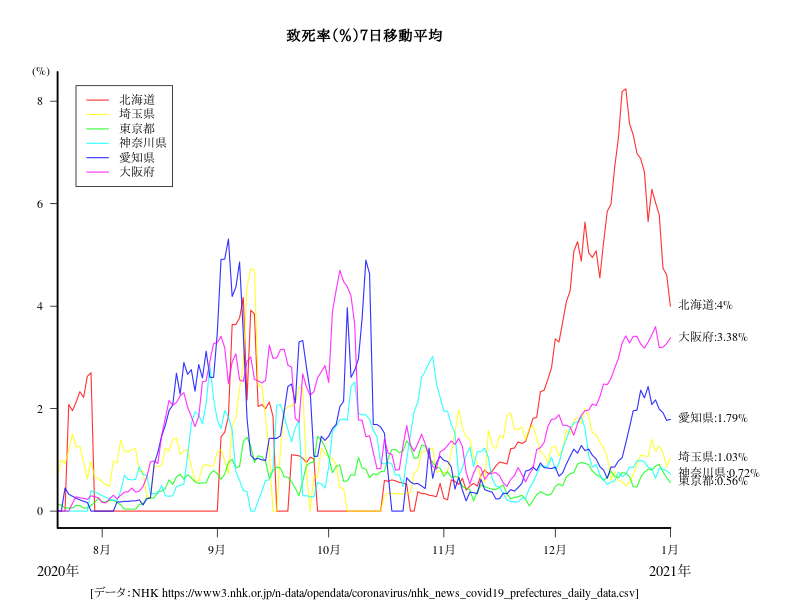 致死率(%)7日移動平均
(%)
8
6
4
2
0
北海道
埼玉県
東京都
神奈川県
愛知県
大阪府
北海道:4%
大阪府:3.38%
愛知県:1.79%
埼玉県:1.03%
神奈川県:0.72%
東京都:0.56%
8月 9月 10月 11月 12月 1月
2020年 2021年
[データ:NHK https://www3.nhk.or.jp/n-data/opendata/coronavirus/nhk_news_covid19_prefectures_daily_data.csv]